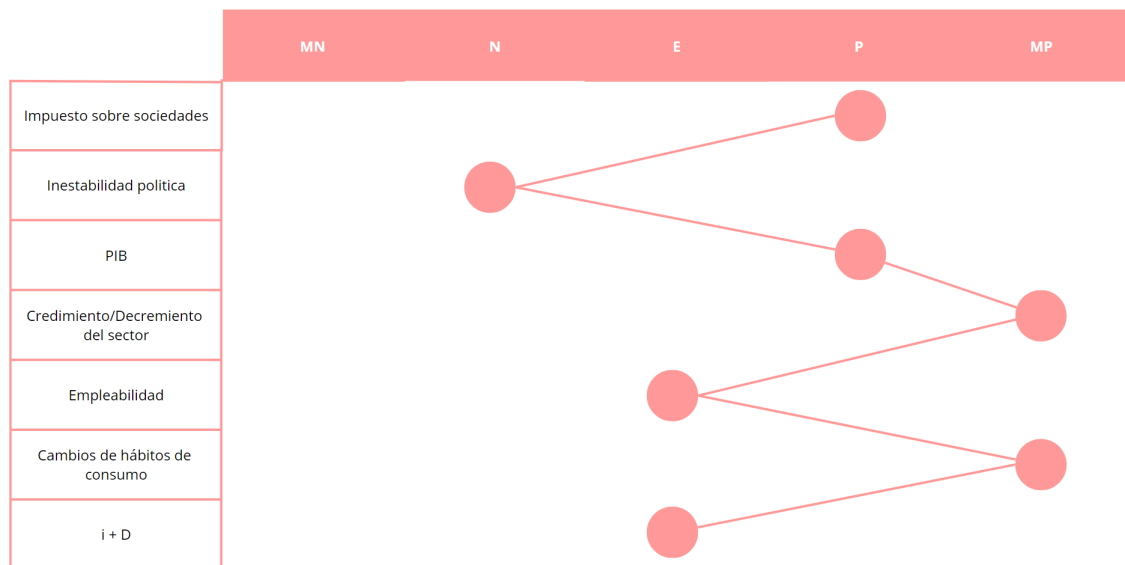 MN N E P MP
Impuesto sobre sociedades
Inestabilidad politica
PIB
Credimiento/Decremiento
del sector
Empleabilidad
Cambios de hábitos de
consumo
i + D